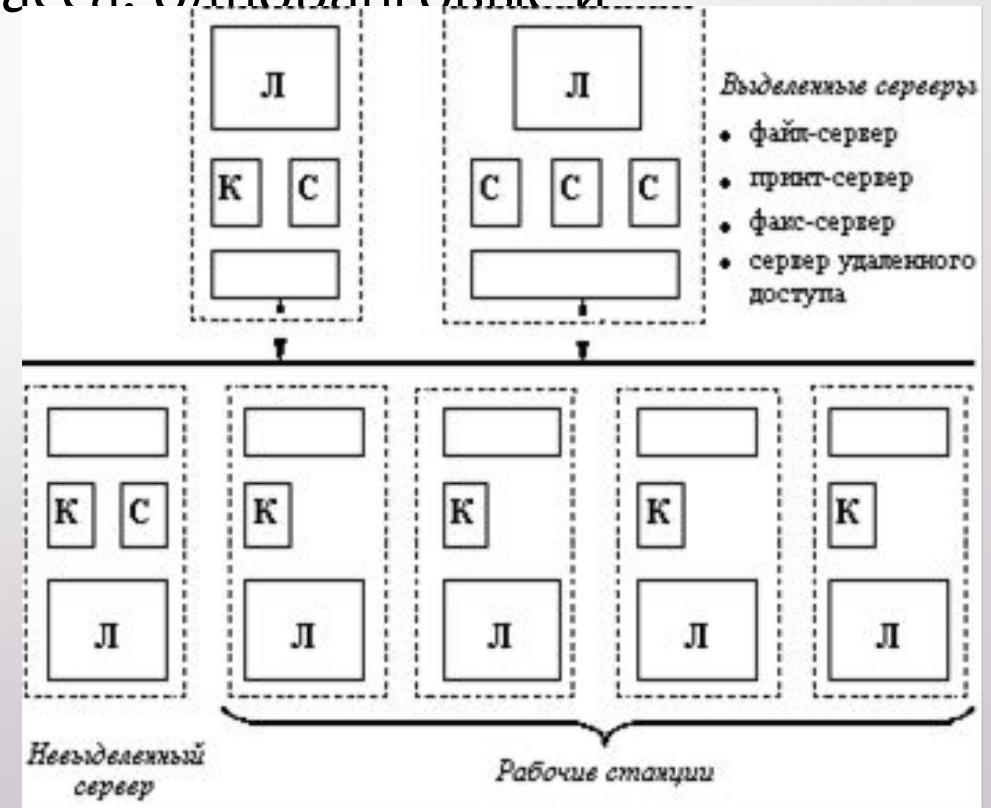 Л
Л
К С
С С С
Выделенные серверы
• файл-сервер
• принт-сервер
• факс-сервер
• сервер удаленного
доступа
К С
К
К
К
К
Л
Л
Л
Л
Л
Невыделенный
сервер
Рабочие станции